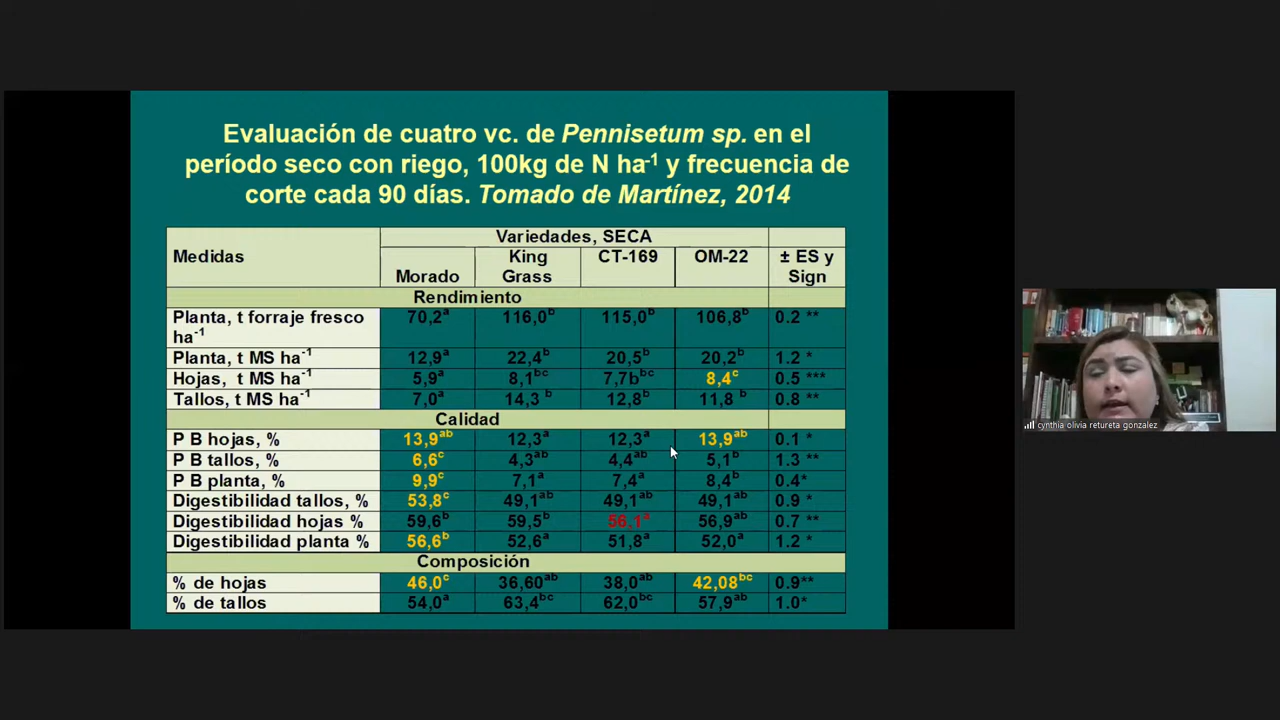 Evaluación de cuatro vc. de Pennisetum sp. en el
período seco con riego, 100kg de N ha-1 y frecuencia de
corte cada 90 días. Tomado de Martínez, 2014
Medidas Variedades, SECA ± ES y Sign
Morado King Grass CT-169 OM-22
Rendimiento
Planta, t forraje fresco ha-1 70,2a 116,0b 115,0b 106,8b 0.2 **
Planta, t MS ha-1 12,9a 22,4b 20,5b 20,2b 1.2 *
Hojas, t MS ha-1 5,9a 8,1bc 7,7bbc 8,4c 0.5 ***
Tallos, t MS ha-1 7,0a 14,3 b 12,8b 11,8 b 0.8 **
Calidad
P B hojas, % 13,9ab 12,3a 12,3a 13,9ab 0.1 *
P B tallos, % 6,6c 4,3ab 4,4ab 5,1b 1.3 **
P B planta, % 9,9c 7,1a 7,4a 8,4b 0.4*
Digestibilidad tallos, % 53,8c 49,1ab 49,1ab 49,1ab 0.9 *
Digestibilidad hojas % 59,6b 59,5b 56,1a 56,9ab 0.7 **
Digestibilidad planta % 56,6b 52,6a 51,8a 52,0a 1.2 *
Composición
% de hojas 46,0c 36,60ab 38,0ab 42,08bc 0.9**
% de tallos 54,0a 63,4bc 62,0bc 57,9ab 1.0*
cynthia olivia retureta gonzalez